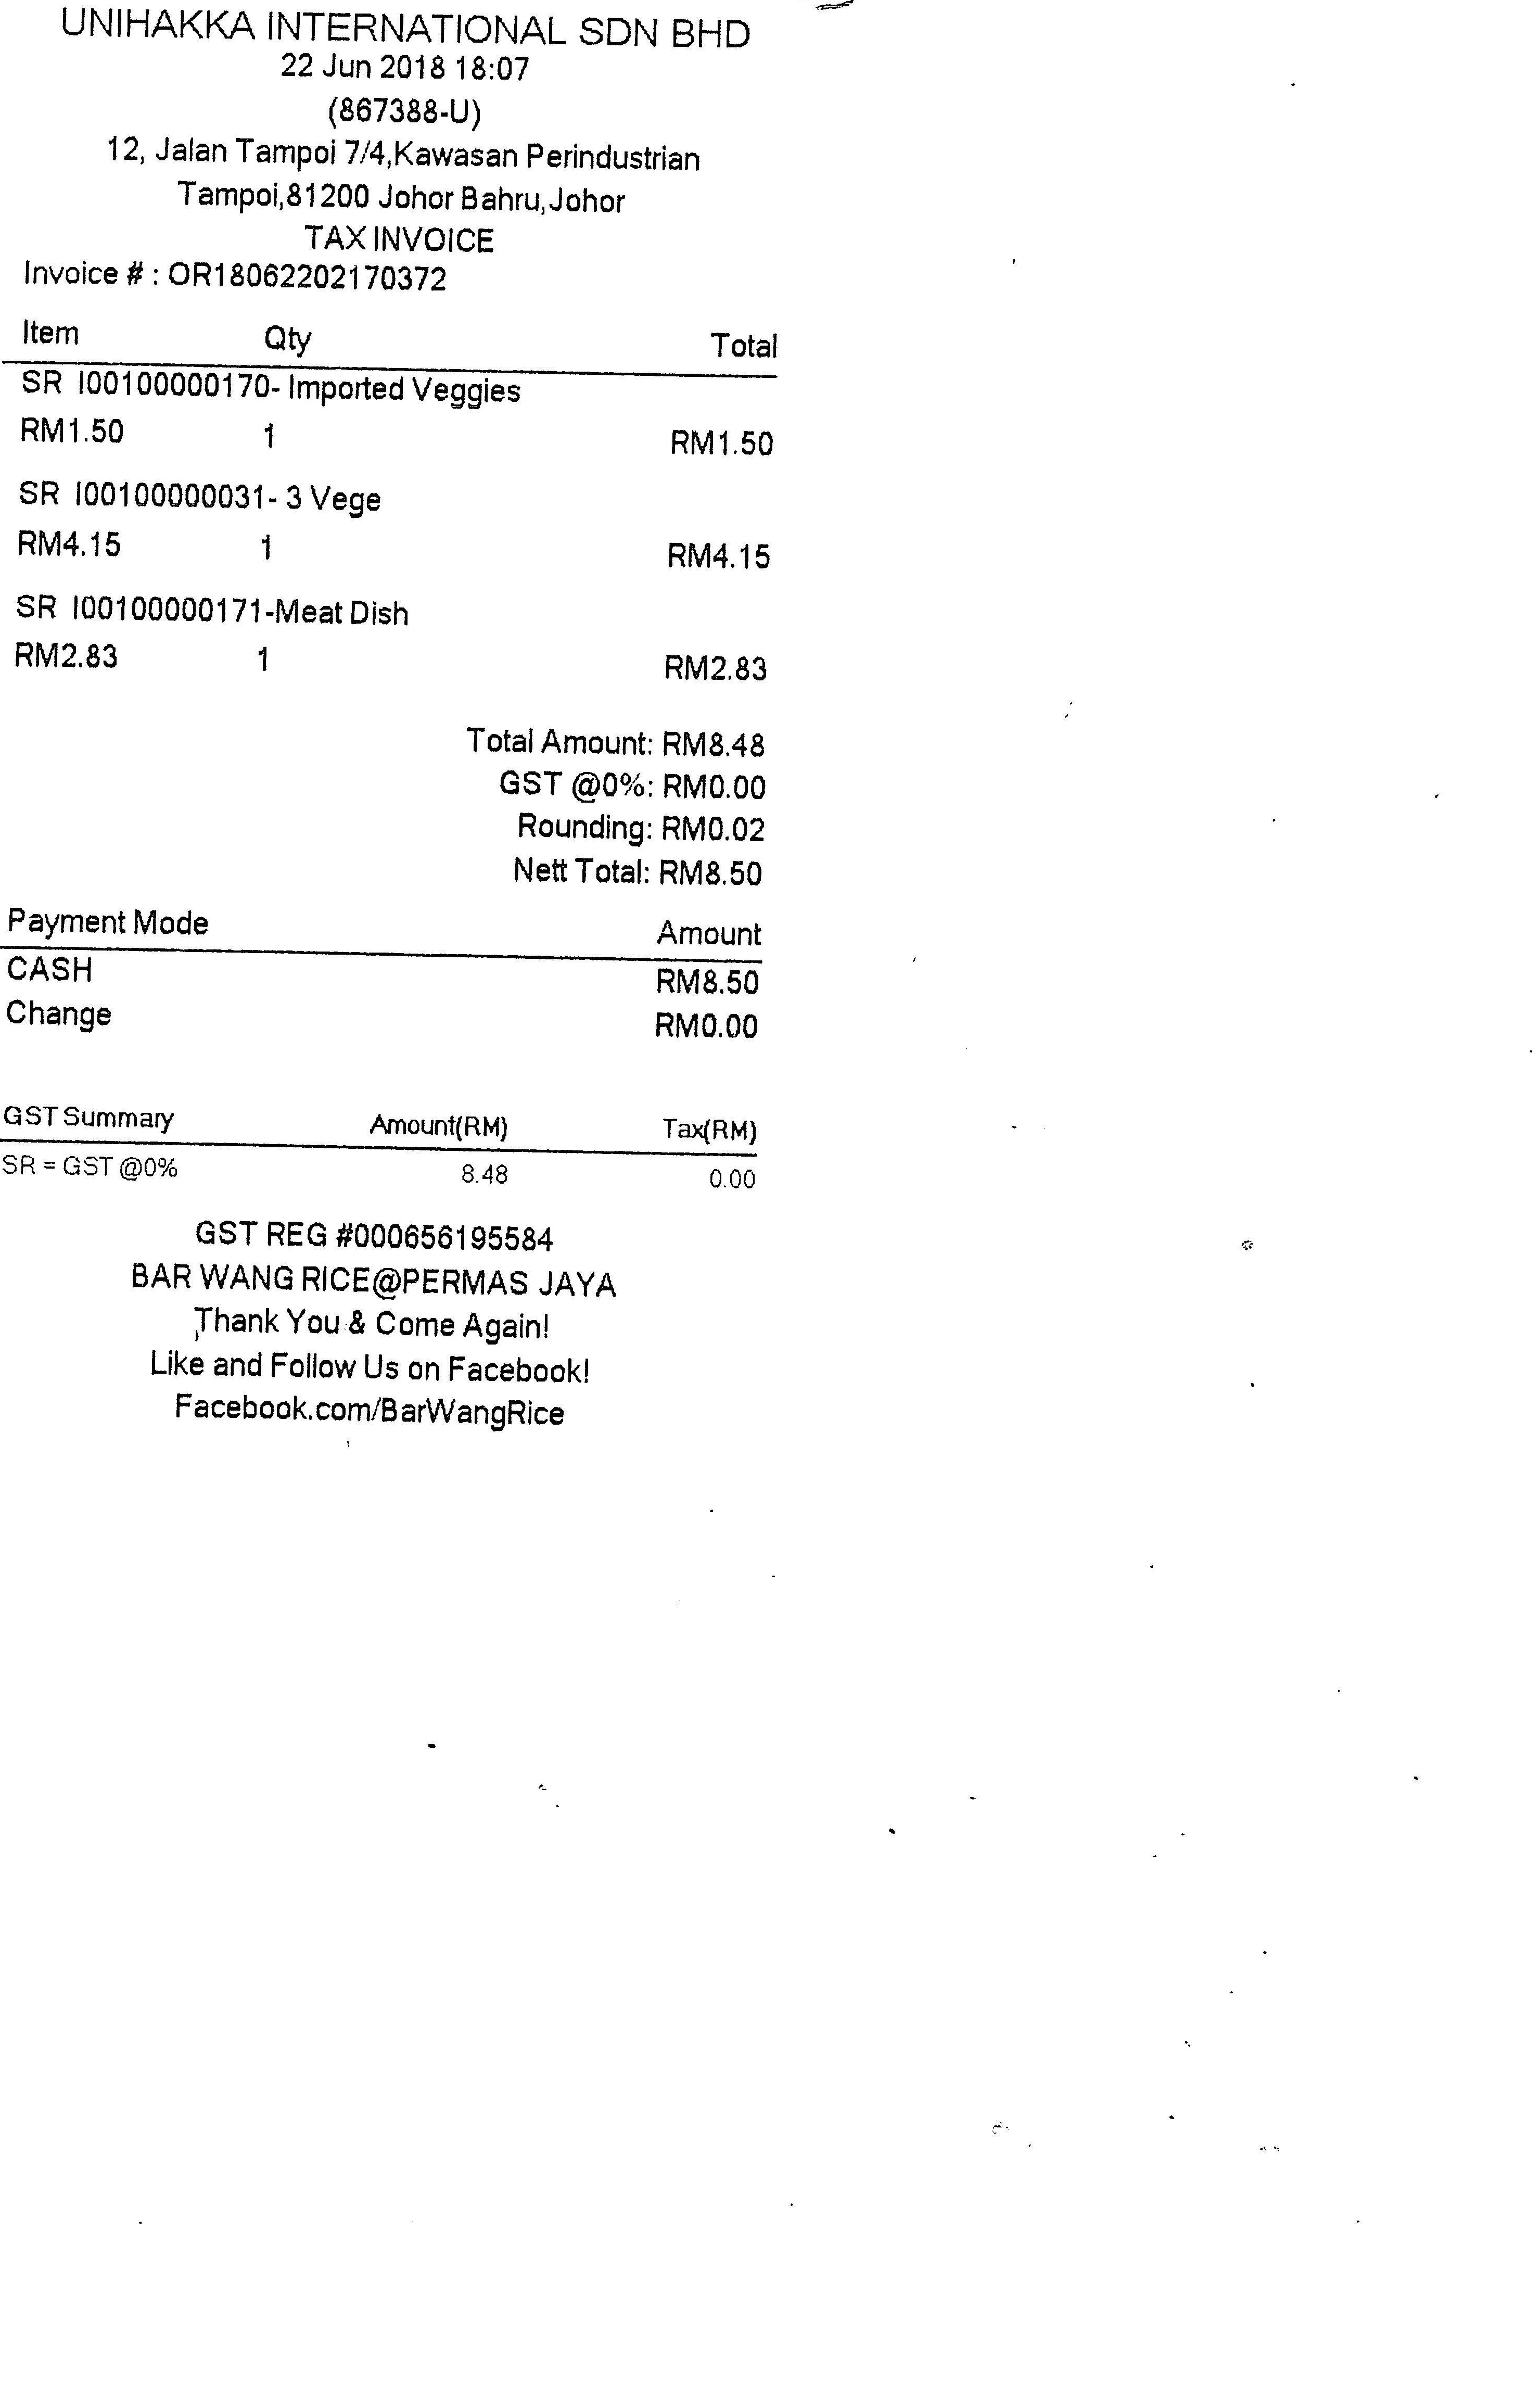 UNIHAKKA INTERNATIONAL SDN BHD
22 Jun 2018 18:07
(867388-U)
12, Jalan Tampoi 7/4,Kawasan Perindustrian
Tampoi,81200 Johor Bahru,Johor
TAX INVOICE
Invoice # : OR18062202170372
Item Qty Total
SR I00100000170- Imported Veggies
RM1.50 1 RM1.50
SR I00100000031- 3 Vege
RM4.15 1 RM4.15
SR I00100000171-Meat Dish
RM2.83 1 RM2.83
Total Amount: RM8.48
GST @0%: RM0.00
Rounding: RM0.02
Nett Total: RM8.50
Payment Mode Amount
CASH RM8.50
Change RM0.00
GST Summary Amount(RM) Tax(RM)
SR = GST @0% 8.48 0.00
GST REG #000656195584
BAR WANG RICE@PERMAS JAYA
Thank You & Come Again!
Like and Follow Us on Facebook!
Facebook.com/BarWangRice